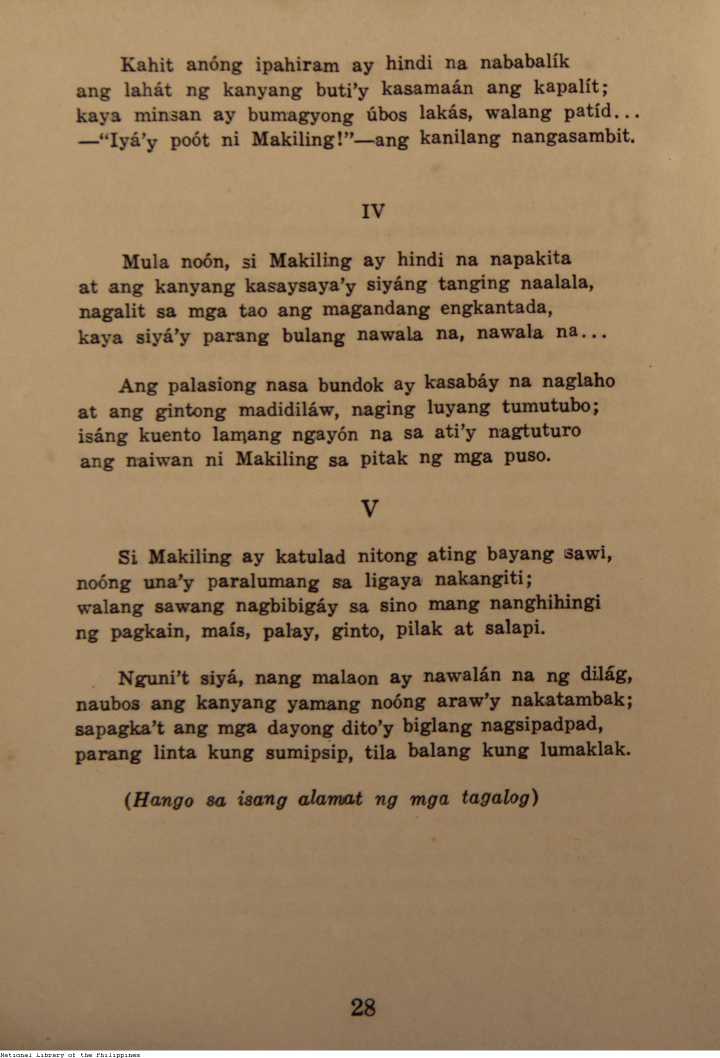 Kahit anóng ipahiram ay hindi na nababalík
ang lahát ng kanyang buti'y kasamaán ang kapalít;
kaya minsan ay bumagyong úbos lakás, walang patíd...
—“Iyá'y poót ni Makiling!”—ang kanilang nangasambit.
IV
Mula noón, si Makiling ay hindi na napakita
at ang kanyang kasaysaya'y siyáng tanging naalala,
nagalit sa mga tao ang magandang engkantada,
kaya siyá'y parang bulang nawala na, nawala na...
Ang palasiong nasa bundok ay kasabáy na naglaho
at ang gintong madidiláw, naging luyang tumutubo;
isáng kuento lamang ngayón na sa ati'y nagtuturo
ang naiwan ni Makiling sa pitak ng mga puso.
V
Si Makiling ay katulad nitong ating bayang sawi,
noóng una'y paralumang sa ligaya nakangiti;
walang sawang nagbibigáy sa sino mang nanghihingi
ng pagkain, maís, palay, ginto, pilak at salapi.
Nguni't siyá, nang malaon ay nawalán na ng dilág,
naubos ang kanyang yamang noóng araw'y nakatambak;
sapagka't ang mga dayong dito'y biglang nagsipadpad,
parang linta kung sumipsip, tila balang kung lumaklak.
(Hango sa isang alamat ng mga tagalog)
28
National Library of the Philippines